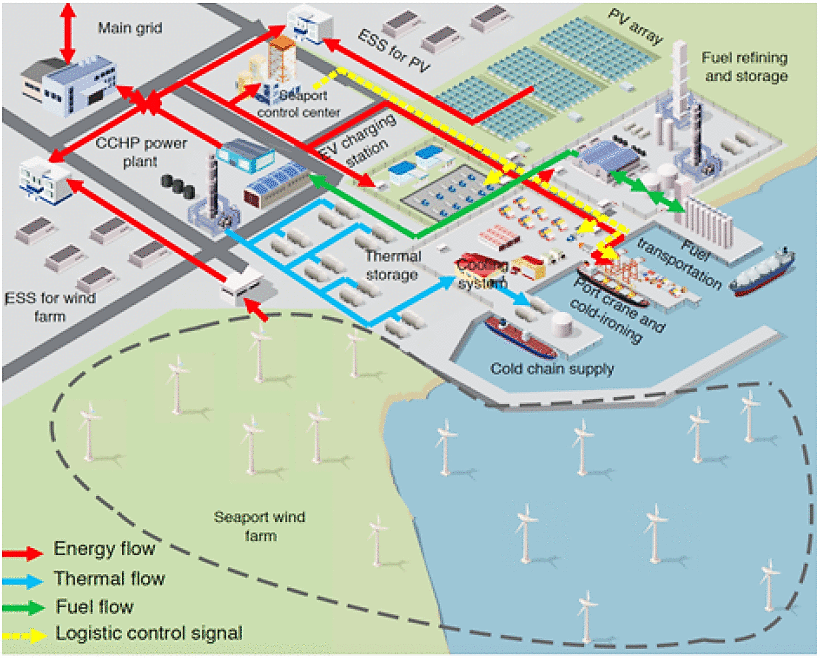 Main grid
ESS for PV
PV array
Fuel refining
and storage
Seaport
control center
EV charging
station
CCHP power
plant
Thermal
storage
Cooling
system
Fuel
transportation
Port crane and
cold-ironing
ESS for wind
farm
Cold chain supply
Seaport wind
farm
Energy flow
Thermal flow
Fuel flow
Logistic control signal